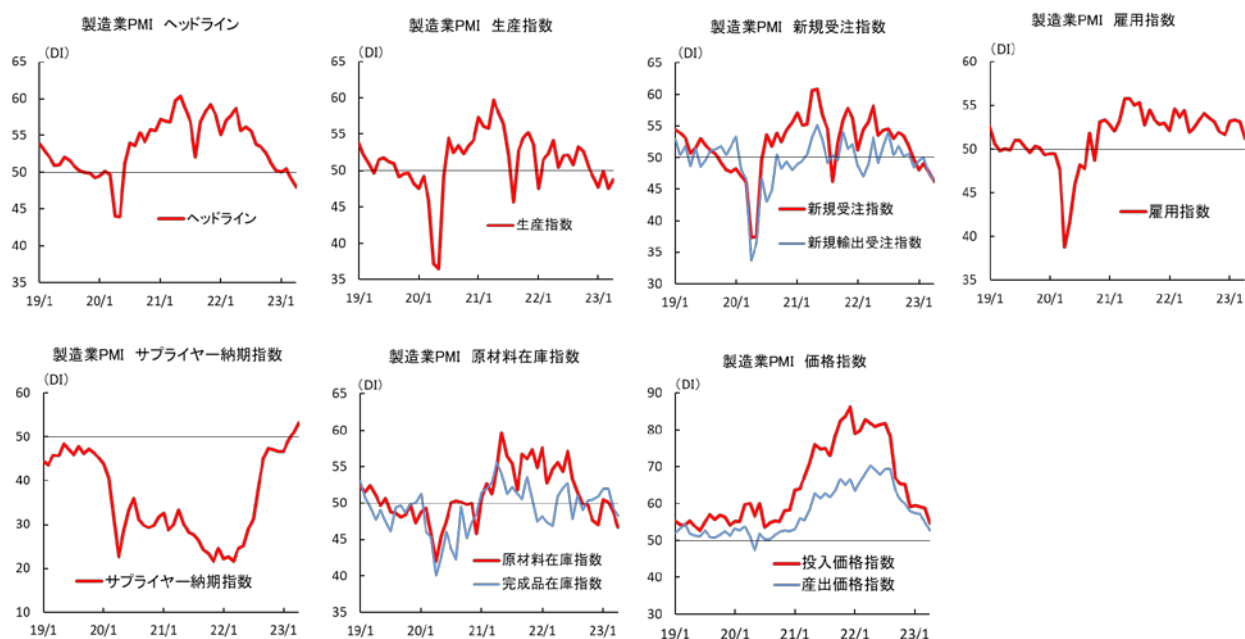 製造業PMI ヘッドライン
(DI)
65
60
55
50
45
40
35
19/1 20/1 21/1 22/1 23/1
ヘッドライン
製造業PMI 生産指数
(DI)
65
60
55
50
45
40
35
19/1 20/1 21/1 22/1 23/1
生産指数
製造業PMI 新規受注指数
(DI)
65
60
55
50
45
40
35
30
19/1 20/1 21/1 22/1 23/1
新規受注指数
新規輸出受注指数
製造業PMI 雇用指数
(DI)
65
60
55
50
45
40
35
19/1 20/1 21/1 22/1 23/1
雇用指数
製造業PMI サプライヤー納期指数
(DI)
60
50
40
30
20
10
19/1 20/1 21/1 22/1 23/1
サプライヤー納期指数
製造業PMI 原材料在庫指数
(DI)
65
60
55
50
45
40
35
19/1 20/1 21/1 22/1 23/1
原材料在庫指数
完成品在庫指数
製造業PMI 価格指数
(DI)
90
80
70
60
50
40
30
19/1 20/1 21/1 22/1 23/1
投入価格指数
産出価格指数